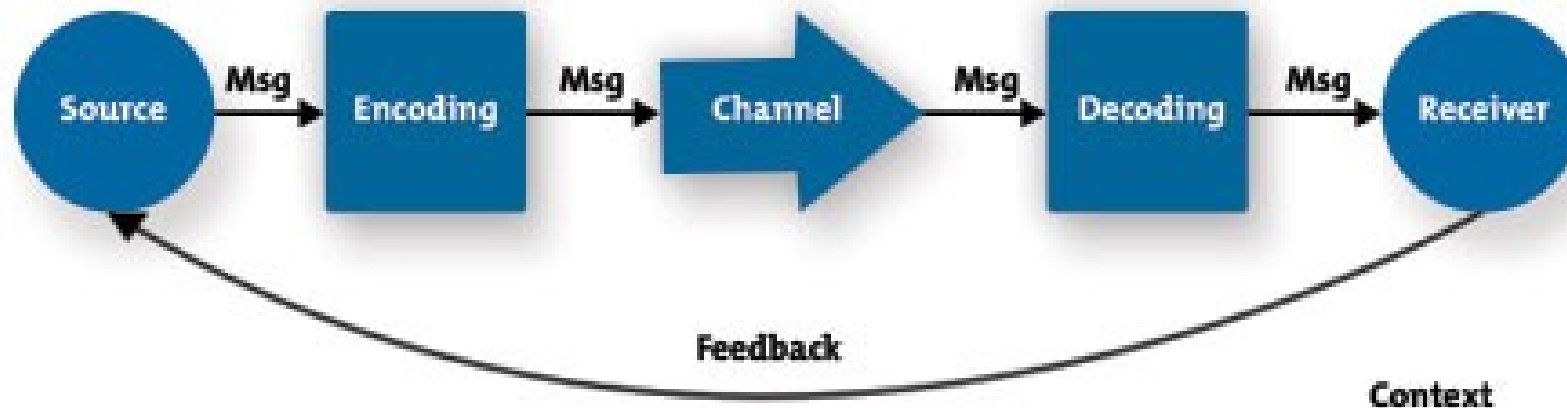 Msg Msg Msg Msg
Source Encoding Channel Decoding Receiver
Feedback
Context